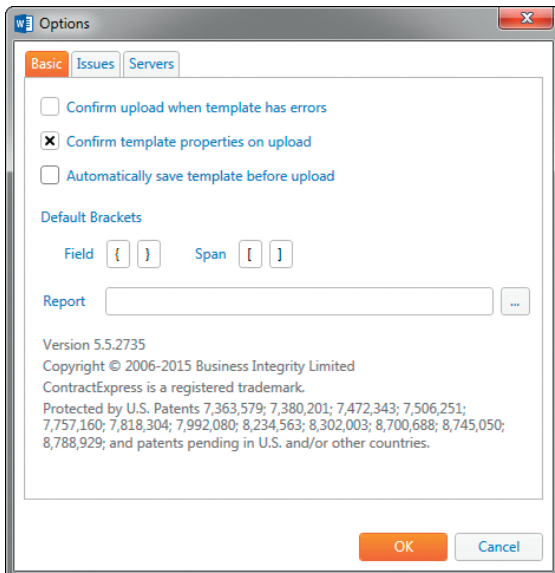 Options
Basic Issues Servers
Confirm upload when template has errors
Confirm template properties on upload
Automatically save template before upload
Default Brackets
Field { } Span [ ]
Report ...
Version 5.5.2735
Copyright © 2006-2015 Business Integrity Limited
ContractExpress is a registered trademark.
Protected by U.S. Patents 7,363,579; 7,380,201; 7,472,343; 7,506,251;
7,757,160; 7,818,304; 7,992,080; 8,234,563; 8,302,003; 8,700,688; 8,745,050;
8,788,929; and patents pending in U.S. and/or other countries.
OK Cancel